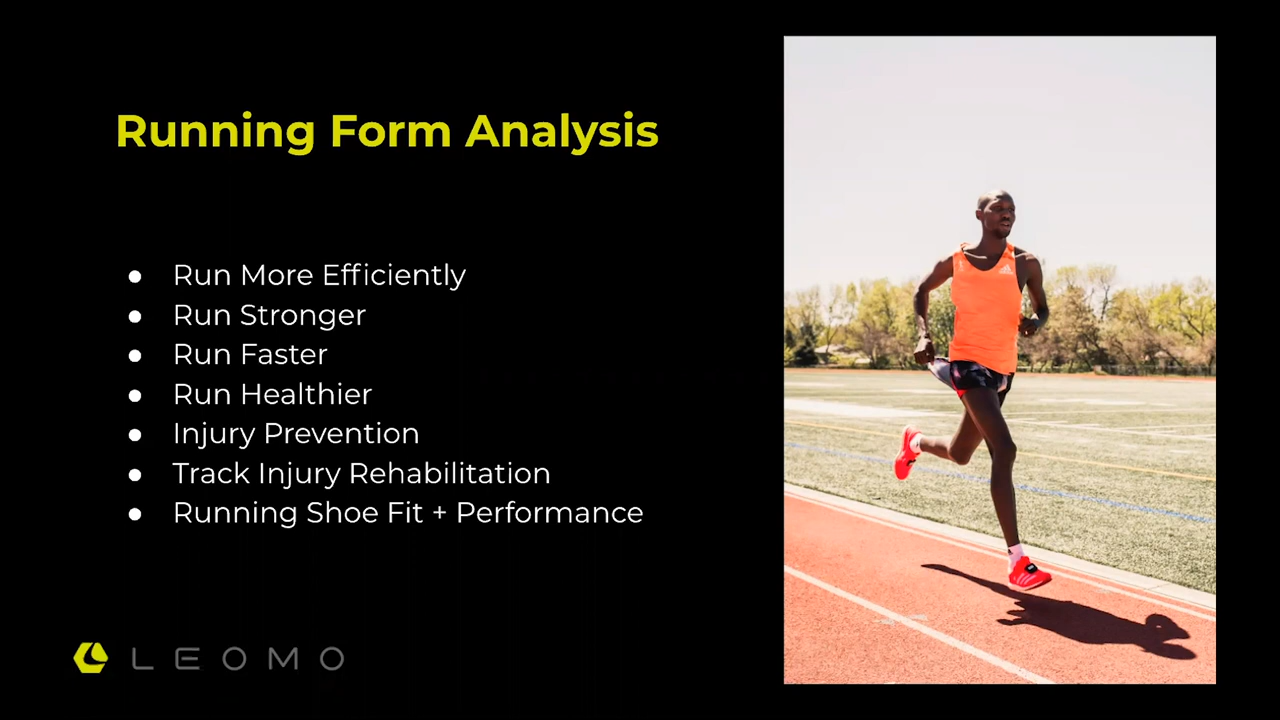 Running Form Analysis
● Run More Efficiently
● Run Stronger
● Run Faster
● Run Healthier
● Injury Prevention
● Track Injury Rehabilitation
● Running Shoe Fit + Performance
LEOMO